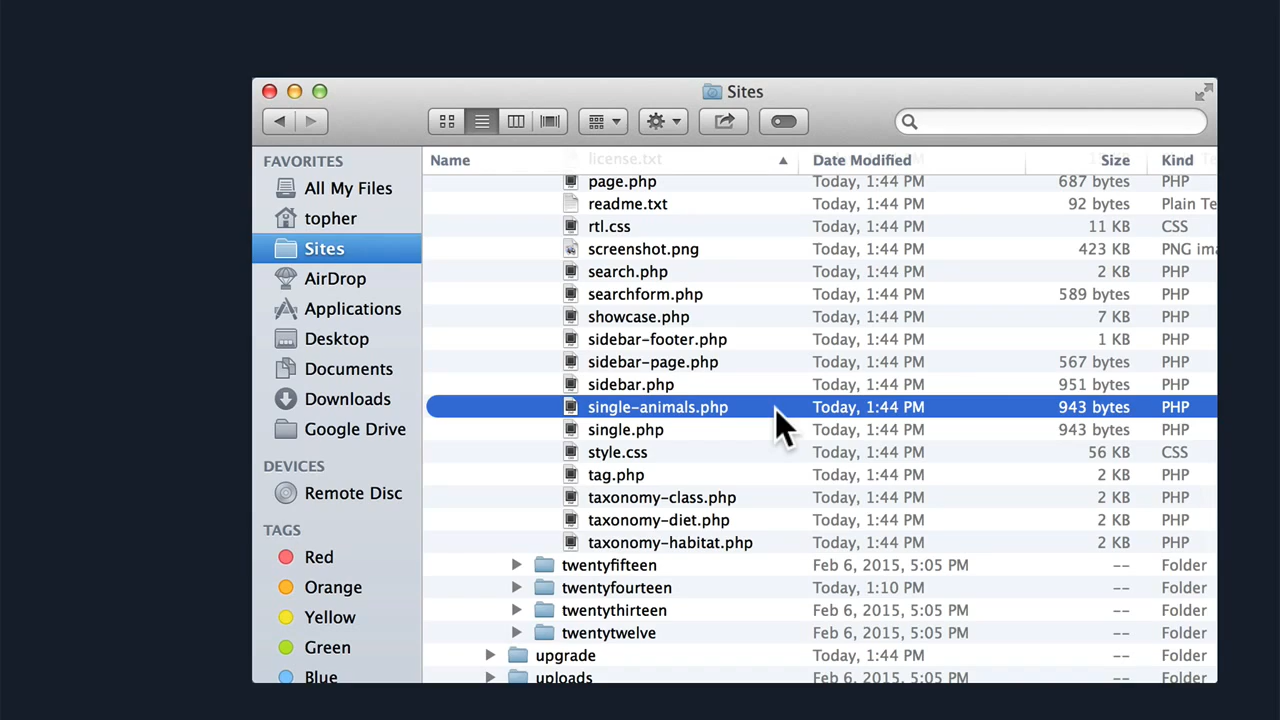 Sites
FAVORITES
All My Files
topher
Sites
AirDrop
Applications
Desktop
Documents
Downloads
Google Drive
DEVICES
Remote Disc
TAGS
Red
Orange
Yellow
Green
Blue
Name Date Modified Size Kind
license.txt
page.php Today, 1:44 PM 687 bytes PHP
readme.txt Today, 1:44 PM 92 bytes Plain Te
rtl.css Today, 1:44 PM 11 KB CSS
screenshot.png Today, 1:44 PM 423 KB PNG ima
search.php Today, 1:44 PM 2 KB PHP
searchform.php Today, 1:44 PM 589 bytes PHP
showcase.php Today, 1:44 PM 7 KB PHP
sidebar-footer.php Today, 1:44 PM 1 KB PHP
sidebar-page.php Today, 1:44 PM 567 bytes PHP
sidebar.php Today, 1:44 PM 951 bytes PHP
single-animals.php Today, 1:44 PM 943 bytes PHP
single.php Today, 1:44 PM 943 bytes PHP
style.css Today, 1:44 PM 56 KB CSS
tag.php Today, 1:44 PM 2 KB PHP
taxonomy-class.php Today, 1:44 PM 2 KB PHP
taxonomy-diet.php Today, 1:44 PM 2 KB PHP
taxonomy-habitat.php Today, 1:44 PM 2 KB PHP
twentyfifteen Feb 6, 2015, 5:05 PM -- Folder
twentyfourteen Today, 1:10 PM -- Folder
twentythirteen Feb 6, 2015, 5:05 PM -- Folder
twentytwelve Feb 6, 2015, 5:05 PM -- Folder
upgrade Today, 1:44 PM -- Folder
uploads Today, 1:44 PM -- Folder